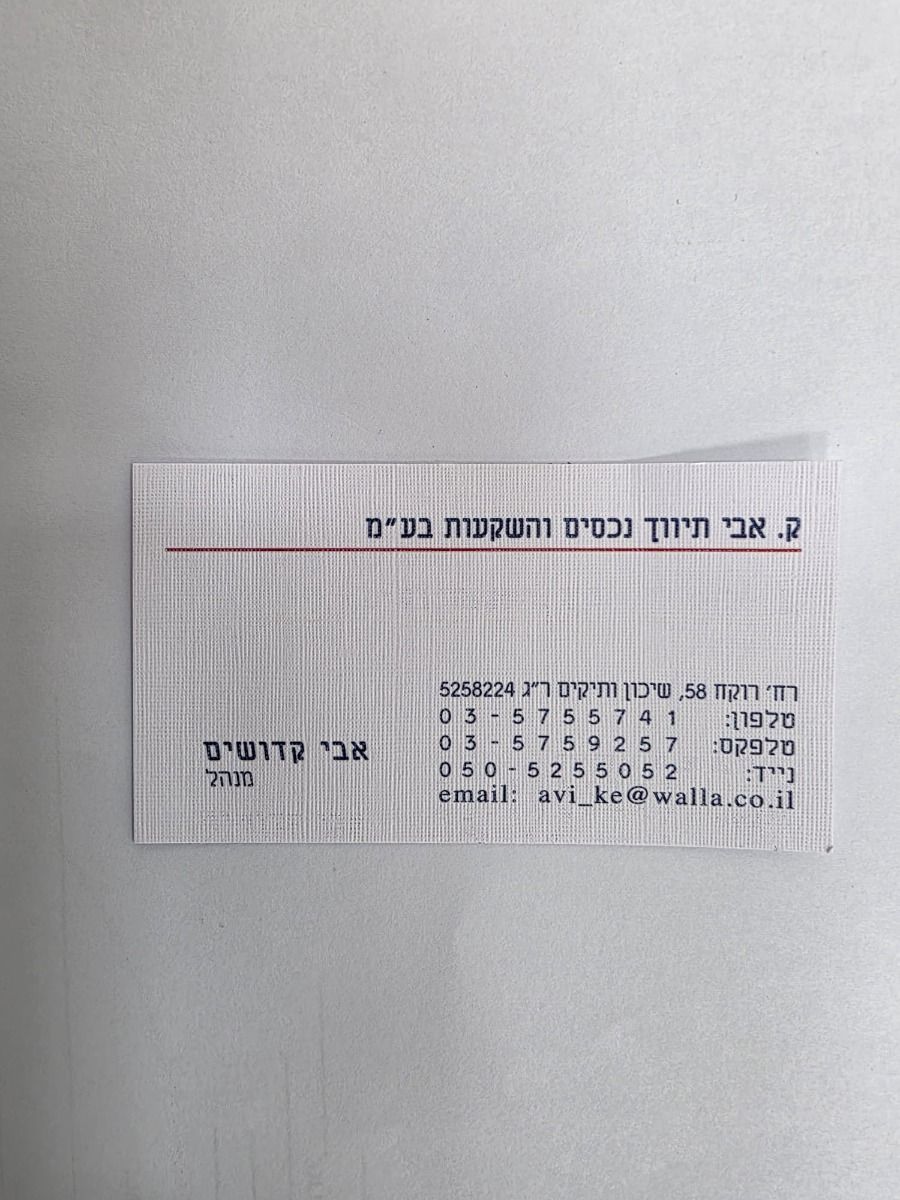 ק. אבי תיווך נכסים והשקעות בע״מ
רח׳ רוקח 58, שיכון ותיקים ר״ג 5258224
טלפון: 03-5755741
טלפקס: 03-5759257
נייד: 050-5255052
email: avi_ke@walla.co.il
אבי קדושים
מנהל